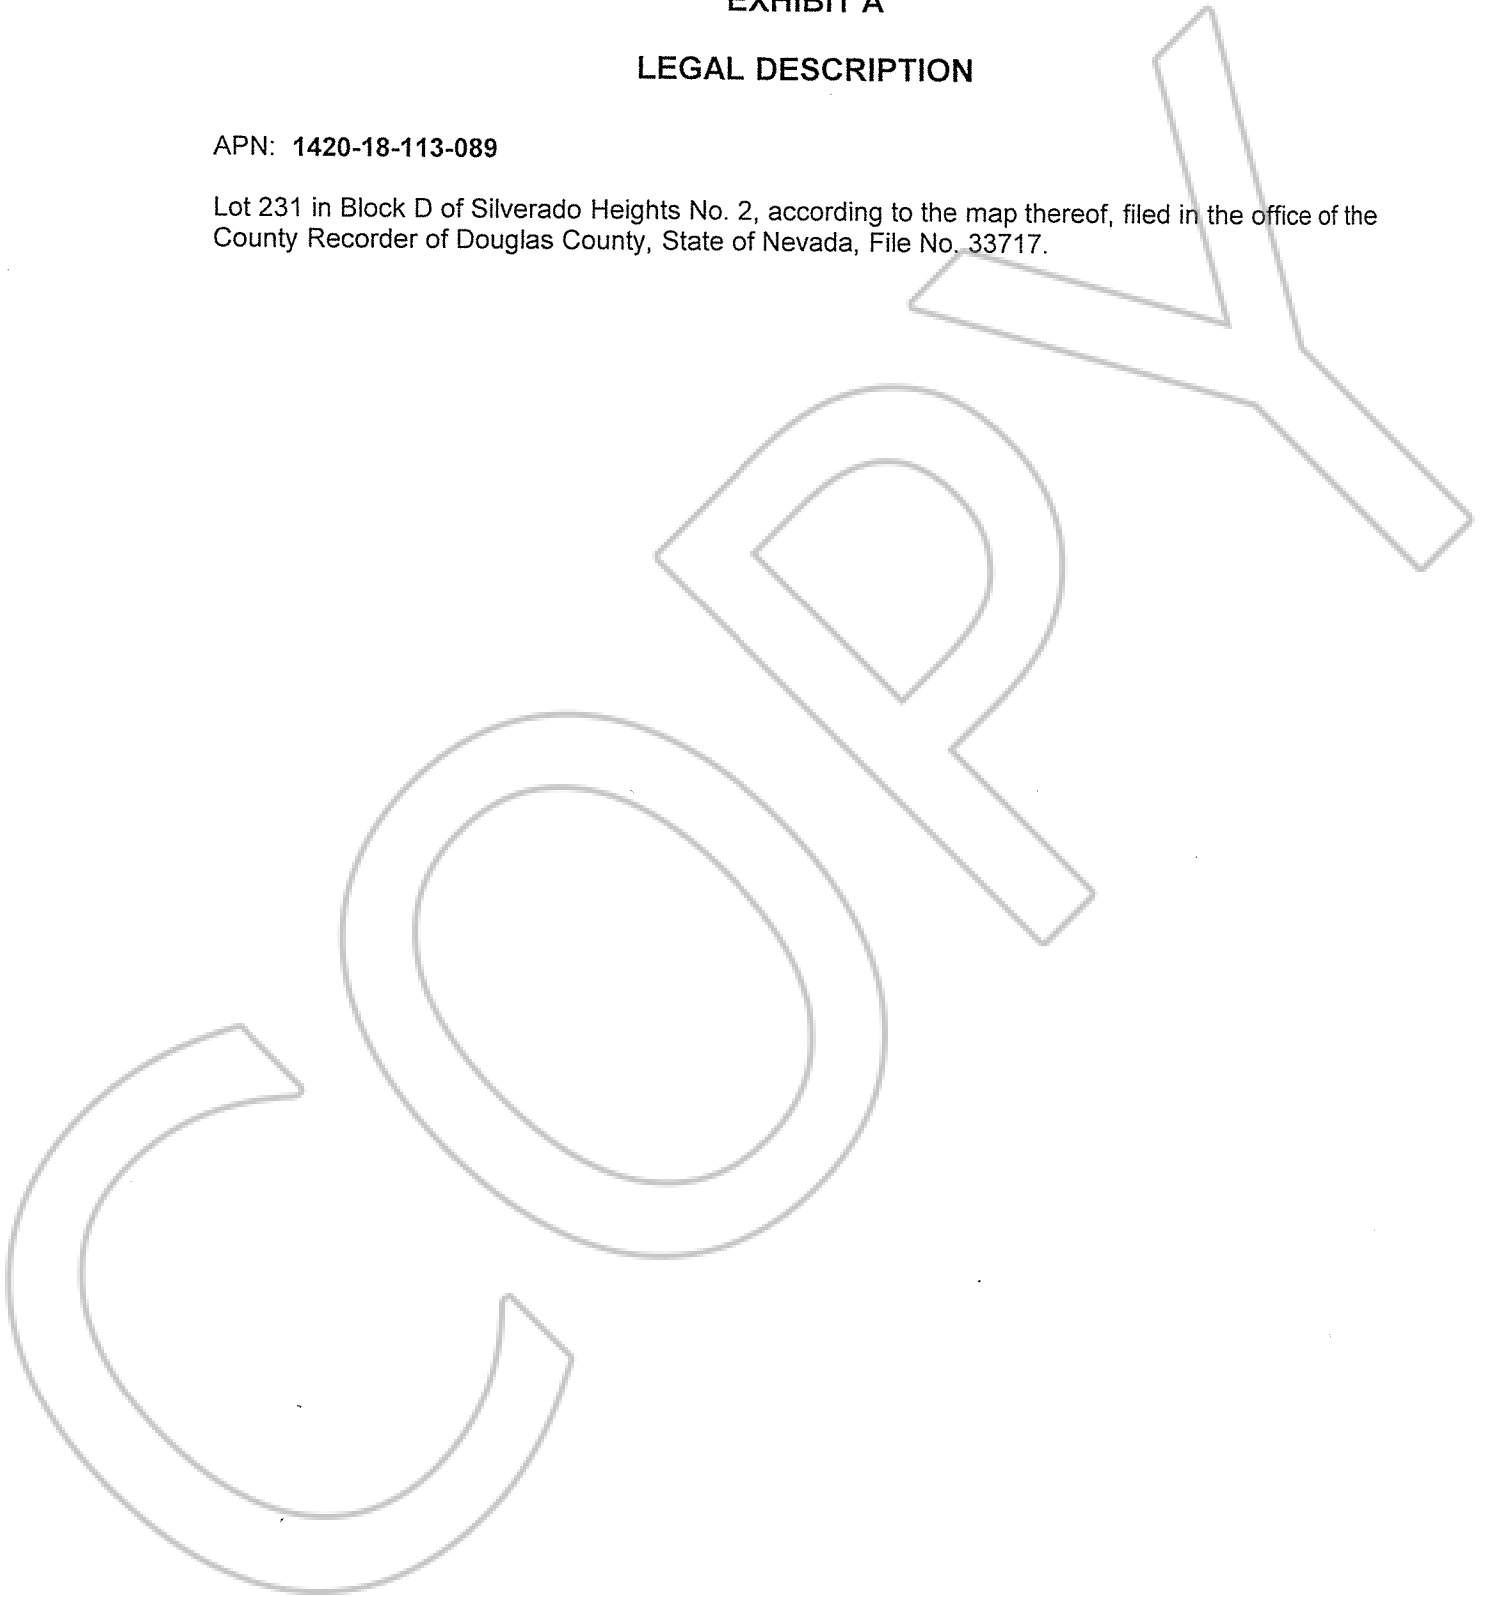 EXHIBIT A
LEGAL DESCRIPTION
APN: 1420-18-113-089
Lot 231 in Block D of Silverado Heights No. 2, according to the map thereof, filed in the office of the
County Recorder of Douglas County, State of Nevada, File No. 33717.
COPY